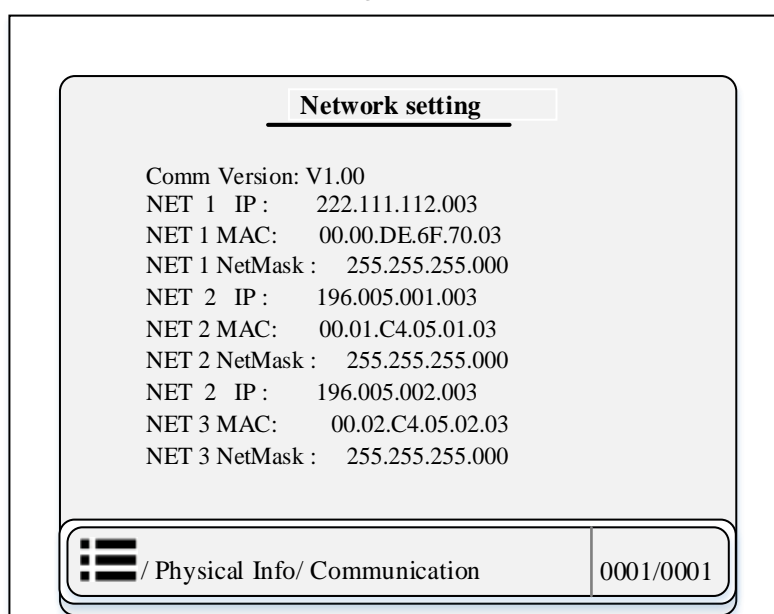 Network setting
Comm Version: V1.00
NET 1 IP : 222.111.112.003
NET 1 MAC: 00.00.DE.6F.70.03
NET 1 NetMask : 255.255.255.000
NET 2 IP : 196.005.001.003
NET 2 MAC: 00.01.C4.05.01.03
NET 2 NetMask : 255.255.255.000
NET 2 IP : 196.005.002.003
NET 3 MAC: 00.02.C4.05.02.03
NET 3 NetMask : 255.255.255.000
/ Physical Info/ Communication 0001/0001